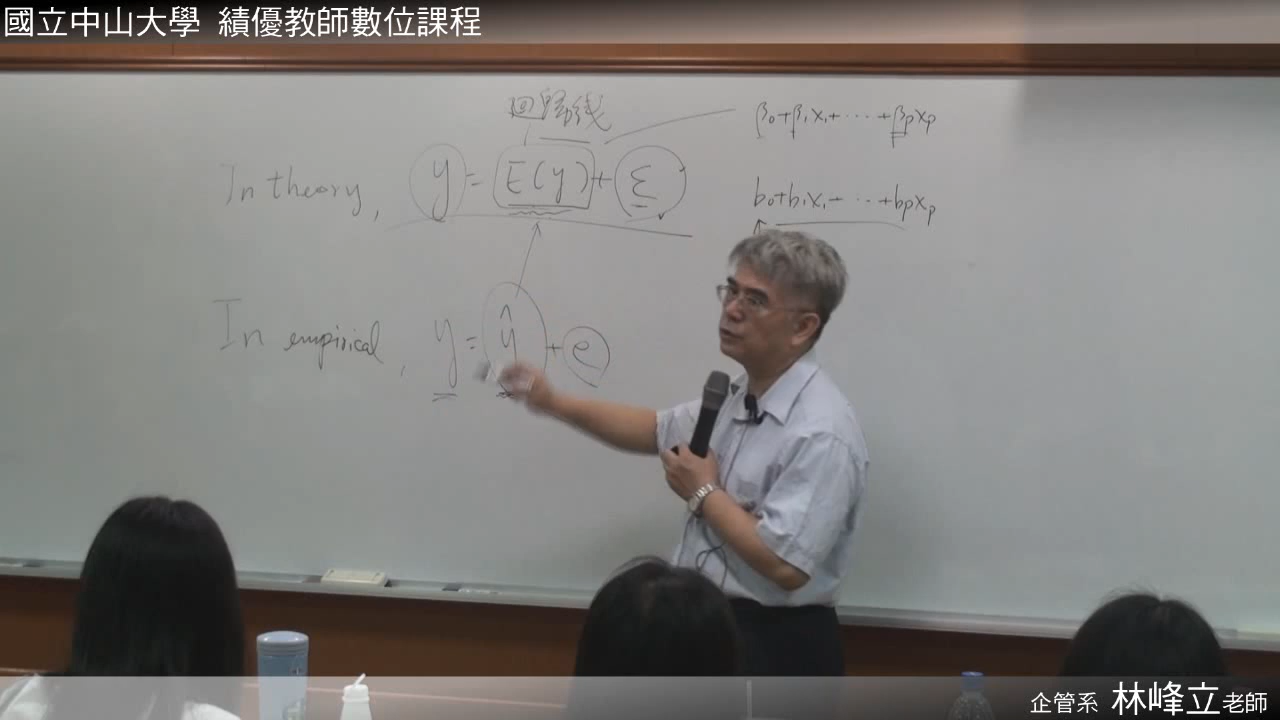 國立中山大學 績優教師數位課程
迴歸線
β₀+β₁x₁+⋯+βₚxₚ
In theory, y=E(y)+ε
b₀+b₁x₁+⋯+bₚxₚ
In empirical, y=ŷ+e
企管系 林峰立老師